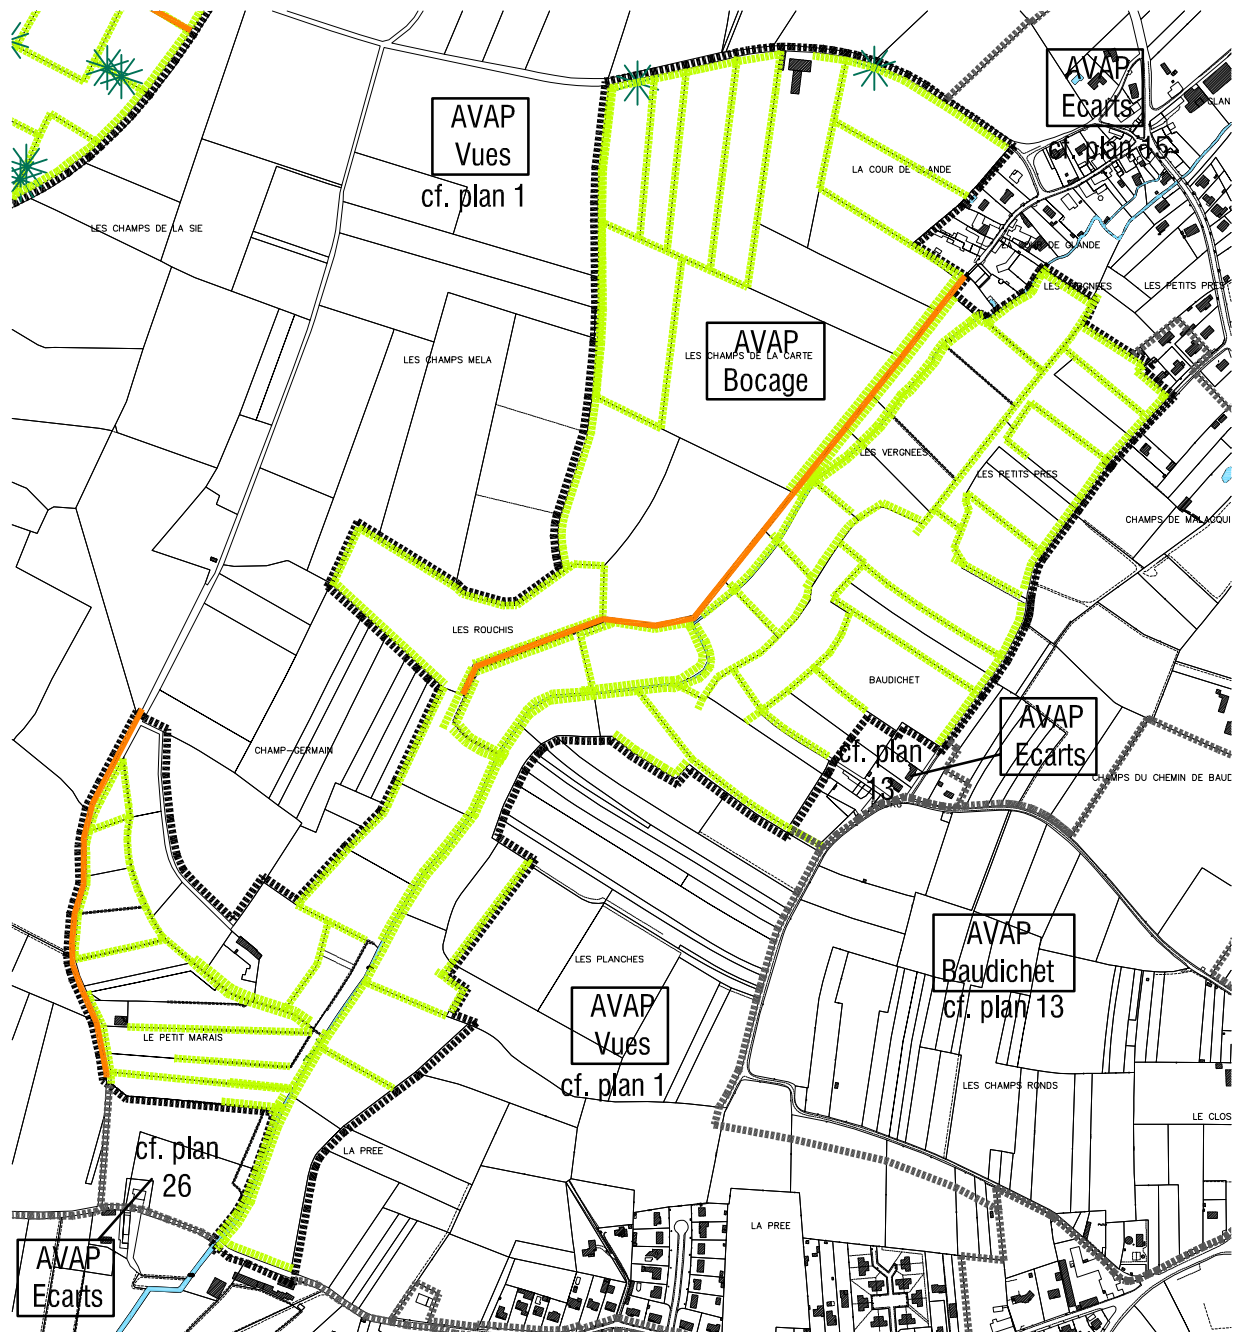 AVAP
Ecarts
cf. plan 15
AVAP
Vues
cf. plan 1
LA COUR DE
LES CHAMPS DE LA SIE
LA COUR DE GLANDE
LES PETITS PRES
AVAP
Bocage
LES CHAMPS DE LA CARTE
LES CHAMPS MELA
LES VERGNEES
LES PETITS PRES
CHAMPS DE MALACQUI
LES ROUCHIS
BAUDICHET
AVAP
Ecarts
CHAMP-GERMAIN
cf. plan
13
CHAMPS DU CHEMIN DE BAUD
AVAP
Baudichet
cf. plan 13
LES PLANCHES
AVAP
Vues
cf. plan 1
LE PETIT MARAIS
LES CHAMPS RONDS
LE CLOS
cf. plan
26
LA PREE
LA PREE
AVAP
Ecarts